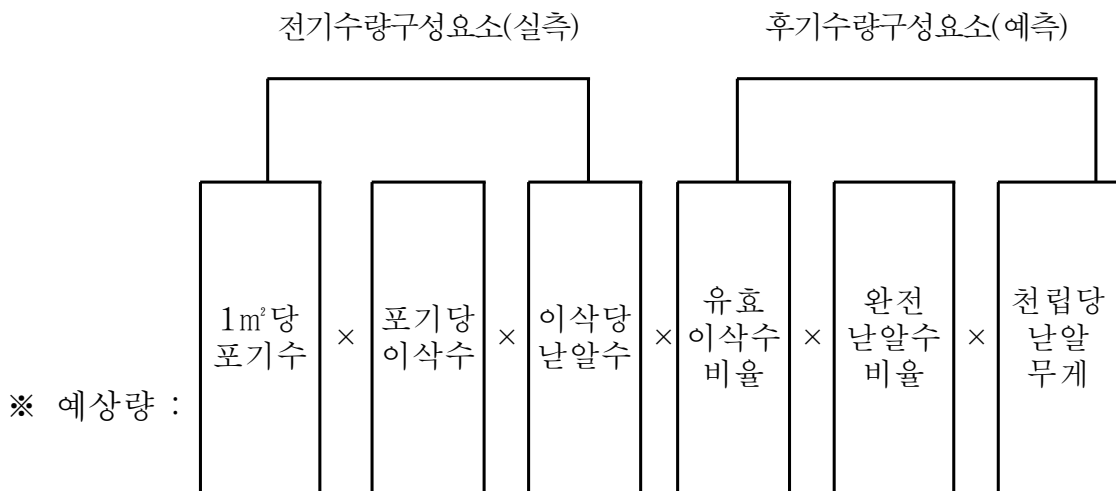 전기수량구성요소(실측) 후기수량구성요소(예측)
※ 예상량 :
1㎡당
포기수
×
포기당
이삭수
×
이삭당
낟알수
×
유효
이삭수
비율
×
완전
낟알수
비율
×
천립당
낟알
무게